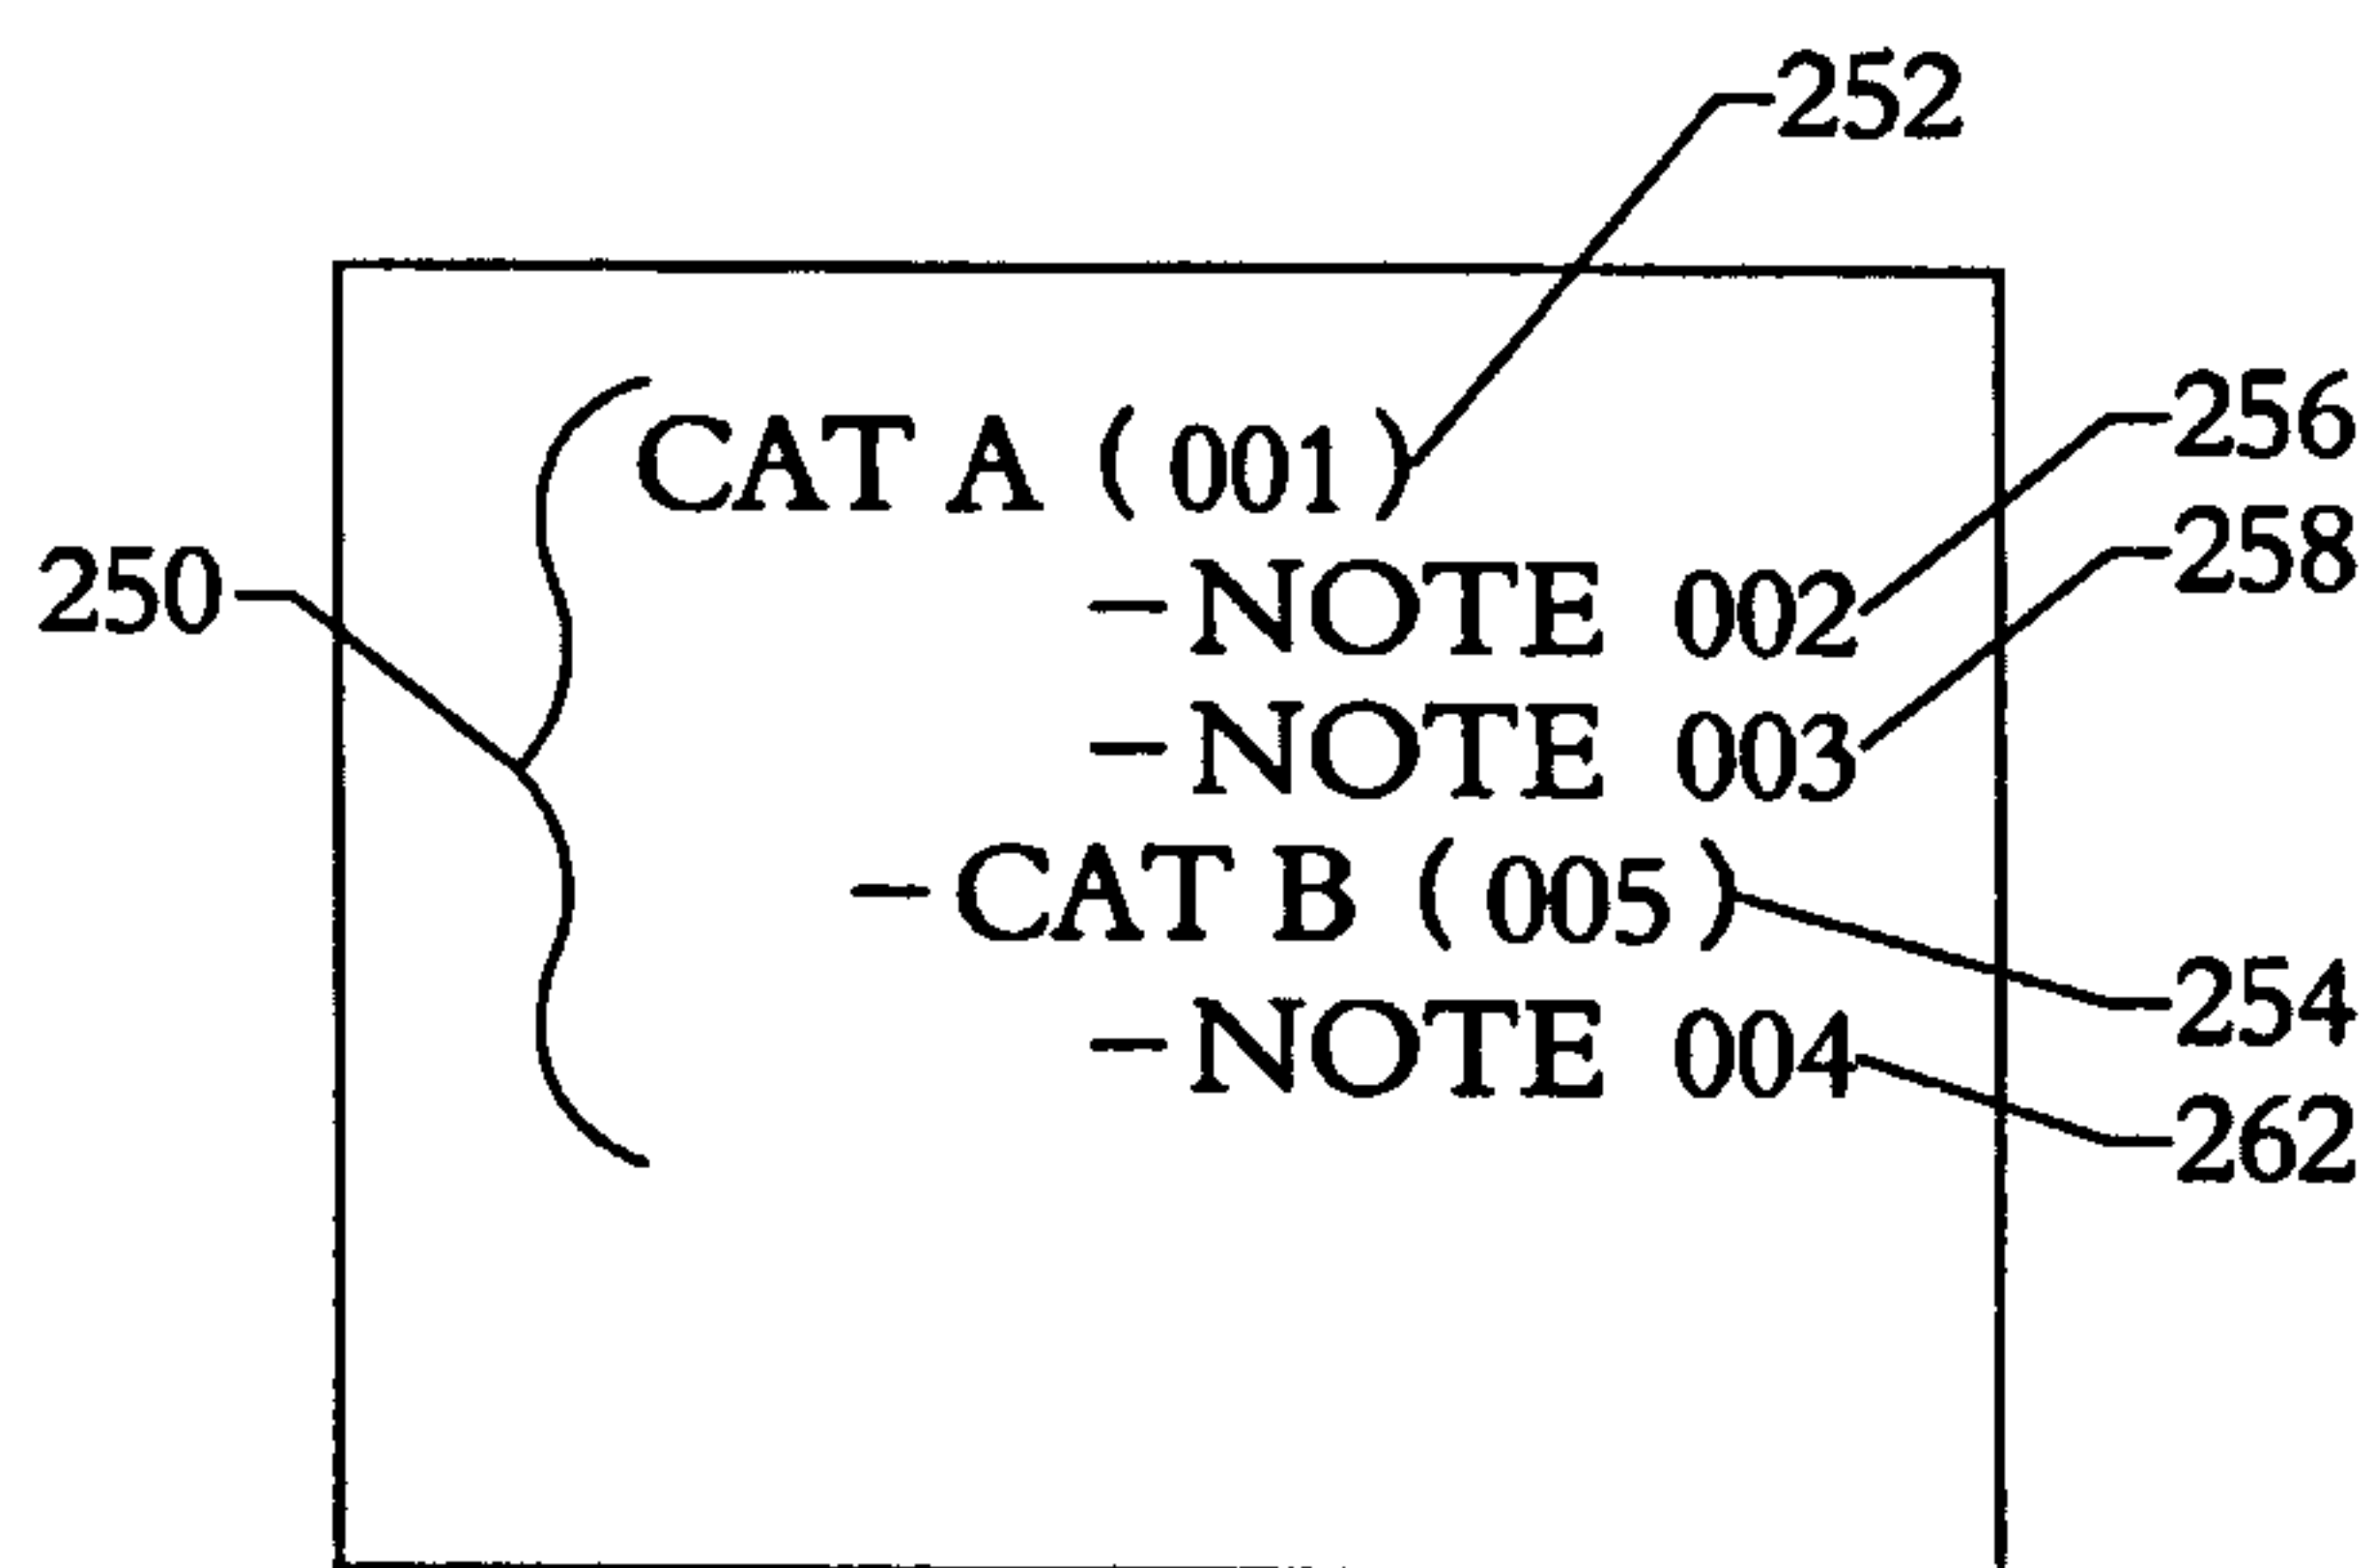 252
CAT A (001)
256
250
-NOTE 002
258
-NOTE 003
-CAT B (005)
254
-NOTE 004
262